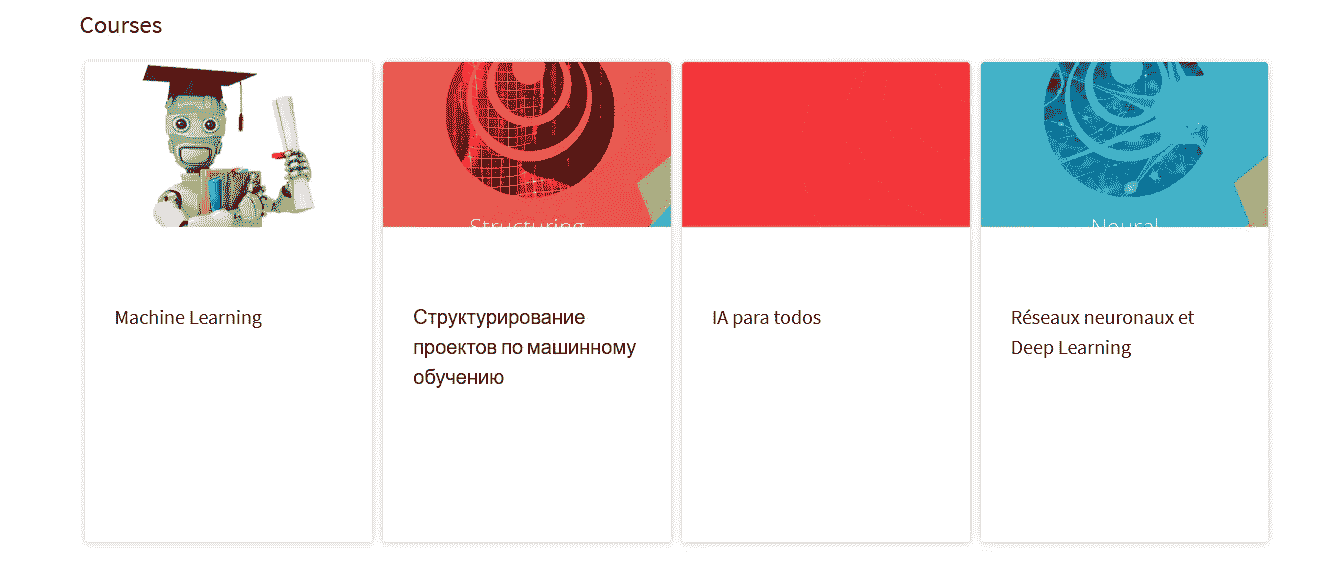 Courses
Structuring
Neural
Machine Learning
Структурирование
проектов по машинному
обучению
IA para todos
Réseaux neuronaux et
Deep Learning